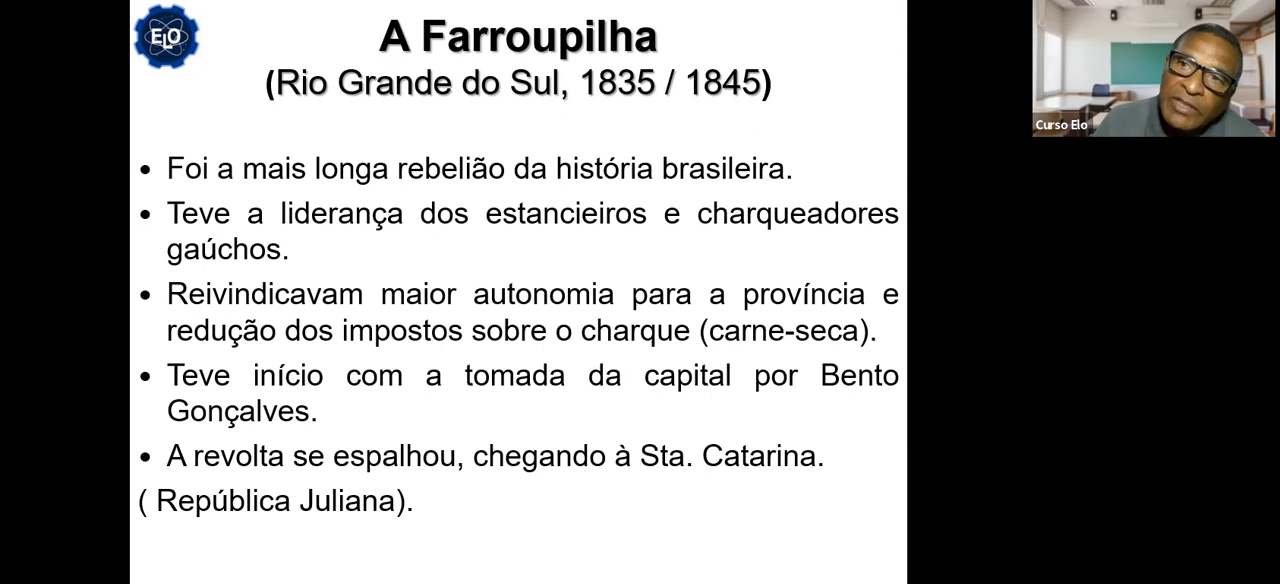 ELO
A Farroupilha
(Rio Grande do Sul, 1835 / 1845)
Curso Elo
• Foi a mais longa rebelião da história brasileira.
• Teve a liderança dos estancieiros e charqueadores
gaúchos.
• Reivindicavam maior autonomia para a província e
redução dos impostos sobre o charque (carne-seca).
• Teve início com a tomada da capital por Bento
Gonçalves.
• A revolta se espalhou, chegando à Sta. Catarina.
( República Juliana).